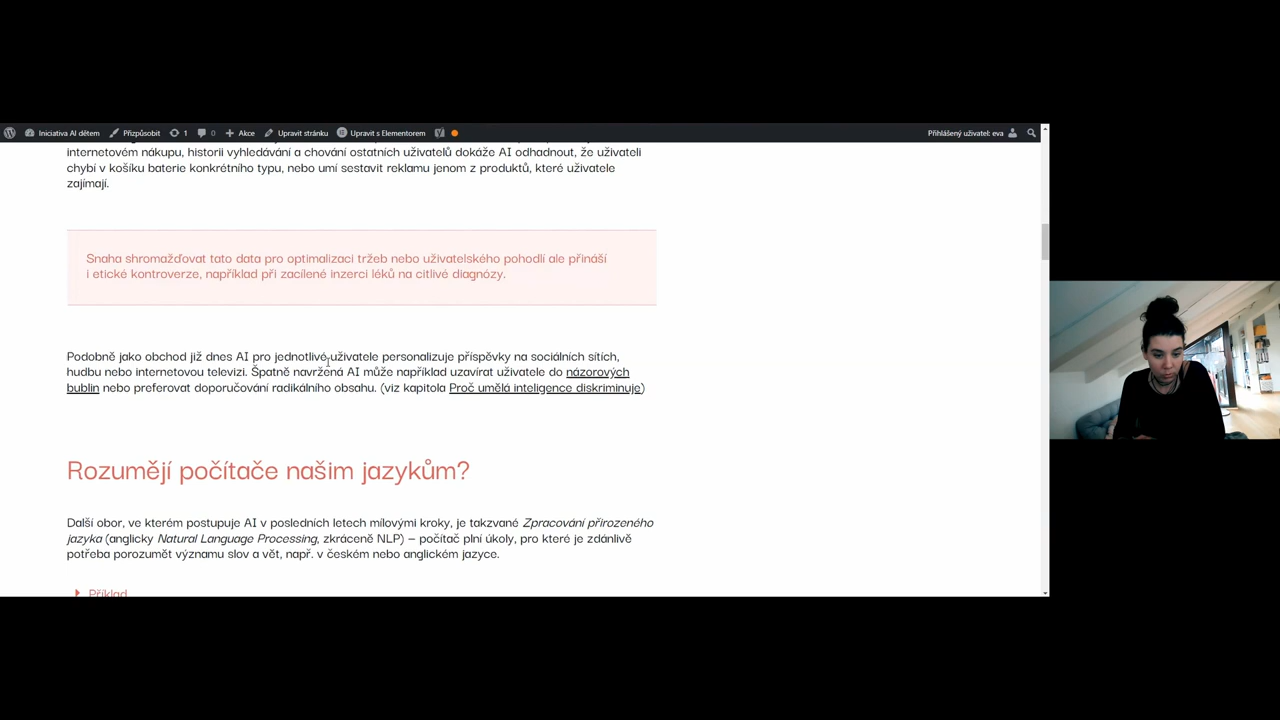 Iniciativa AI dětem Přizpůsobit 1 0 Akce Upravit stránku Upravit s Elementorem Přihlášený uživatel: eva
internetovém nákupu, historii vyhledávání a chování ostatních uživatelů dokáže AI odhadnout, že uživateli
chybí v košíku baterie konkrétního typu, nebo umí sestavit reklamu jenom z produktů, které uživatele
zajímají.
Snaha shromažďovat tato data pro optimalizaci tržeb nebo uživatelského pohodlí ale přináší
i etické kontroverze, například při zacílené inzerci léků na citlivé diagnózy.
Podobně jako obchod již dnes AI pro jednotlivé uživatele personalizuje příspěvky na sociálních sítích,
hudbu nebo internetovou televizi. Špatně navržená AI může například uzavírat uživatele do názorových
bublin nebo preferovat doporučování radikálního obsahu. (viz kapitola Proč umělá inteligence diskriminuje)
Rozumějí počítače našim jazykům?
Další obor, ve kterém postupuje AI v posledních letech mílovými kroky, je takzvané Zpracování přirozeného
jazyka (anglicky Natural Language Processing, zkráceně NLP) – počítač plní úkoly, pro které je zdánlivě
potřeba porozumět významu slov a vět, např. v českém nebo anglickém jazyce.
Příklad